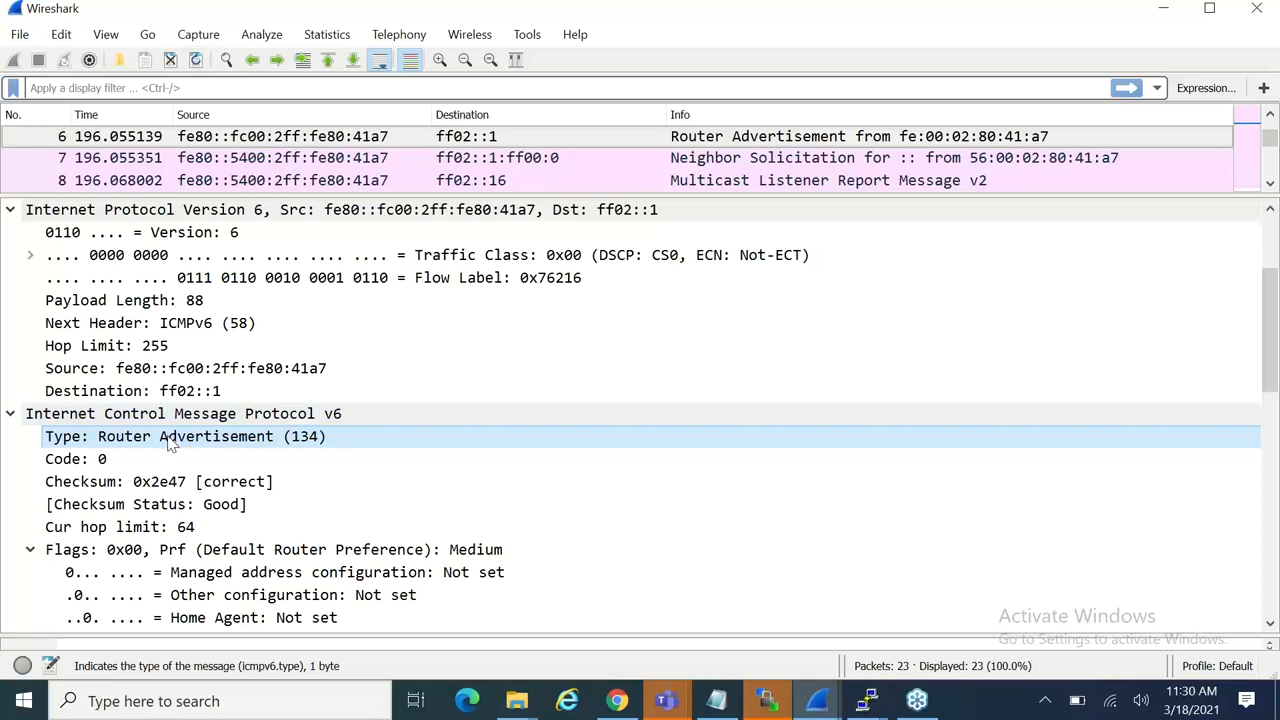 Wireshark
File Edit View Go Capture Analyze Statistics Telephony Wireless Tools Help
Apply a display filter ... <Ctrl-/> Expression...
No. Time Source Destination Info
6 196.055139 fe80::fc00:2ff:fe80:41a7 ff02::1 Router Advertisement from fe:00:02:80:41:a7
7 196.055351 fe80::5400:2ff:fe80:41a7 ff02::1:ff00:0 Neighbor Solicitation for :: from 56:00:02:80:41:a7
8 196.068002 fe80::5400:2ff:fe80:41a7 ff02::16 Multicast Listener Report Message v2
Internet Protocol Version 6, Src: fe80::fc00:2ff:fe80:41a7, Dst: ff02::1
0110 .... = Version: 6
.... 0000 0000 .... .... .... .... .... = Traffic Class: 0x00 (DSCP: CS0, ECN: Not-ECT)
.... .... .... 0111 0110 0010 0001 0110 = Flow Label: 0x76216
Payload Length: 88
Next Header: ICMPv6 (58)
Hop Limit: 255
Source: fe80::fc00:2ff:fe80:41a7
Destination: ff02::1
Internet Control Message Protocol v6
Type: Router Advertisement (134)
Code: 0
Checksum: 0x2e47 [correct]
[Checksum Status: Good]
Cur hop limit: 64
Flags: 0x00, Prf (Default Router Preference): Medium
0... .... = Managed address configuration: Not set
.0.. .... = Other configuration: Not set
..0. .... = Home Agent: Not set
Activate Windows
Go to Settings to activate Windows.
Indicates the type of the message (icmpv6.type), 1 byte Packets: 23 · Displayed: 23 (100.0%) Profile: Default
Type here to search
11:30 AM
3/18/2021